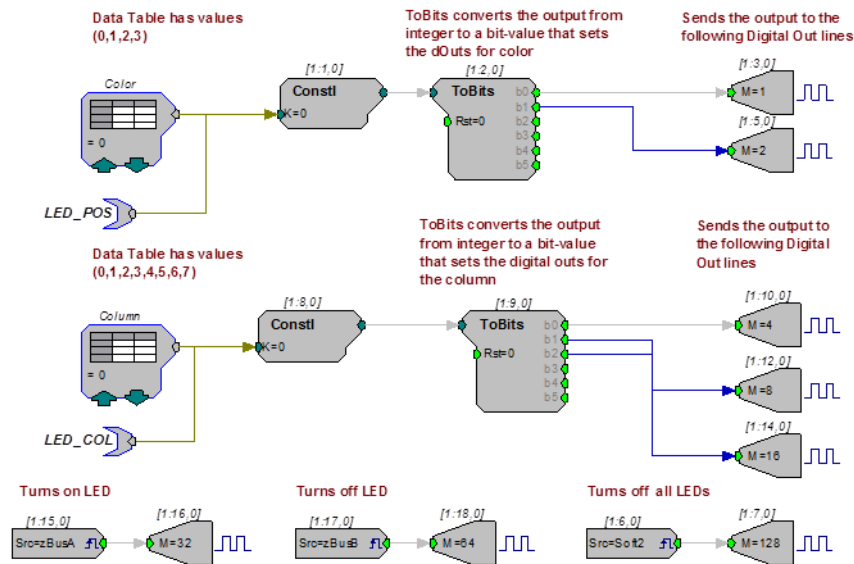 Data Table has values
(0,1,2,3)
ToBits converts the output from
integer to a bit-value that sets
the dOuts for color
Sends the output to the
following Digital Out lines
Color
= 0
LED_POS
[1:1,0]
ConstI
K=0
[1:2,0]
ToBits
Rst=0
b0
b1
b2
b3
b4
b5
[1:3,0]
M=1
[1:5,0]
M=2
Data Table has values
(0,1,2,3,4,5,6,7)
ToBits converts the output
from integer to a bit-value
that sets the digital outs for
the column
Sends the output to
the following Digital
Out lines
Column
= 0
LED_COL
[1:8,0]
ConstI
K=0
[1:9,0]
ToBits
Rst=0
b0
b1
b2
b3
b4
b5
[1:10,0]
M=4
[1:12,0]
M=8
[1:14,0]
M=16
Turns on LED
[1:15,0]
Src=zBusA
[1:16,0]
M=32
Turns off LED
[1:17,0]
Src=zBusB
[1:18,0]
M=64
Turns off all LEDs
[1:6,0]
Src=Soft2
[1:7,0]
M=128